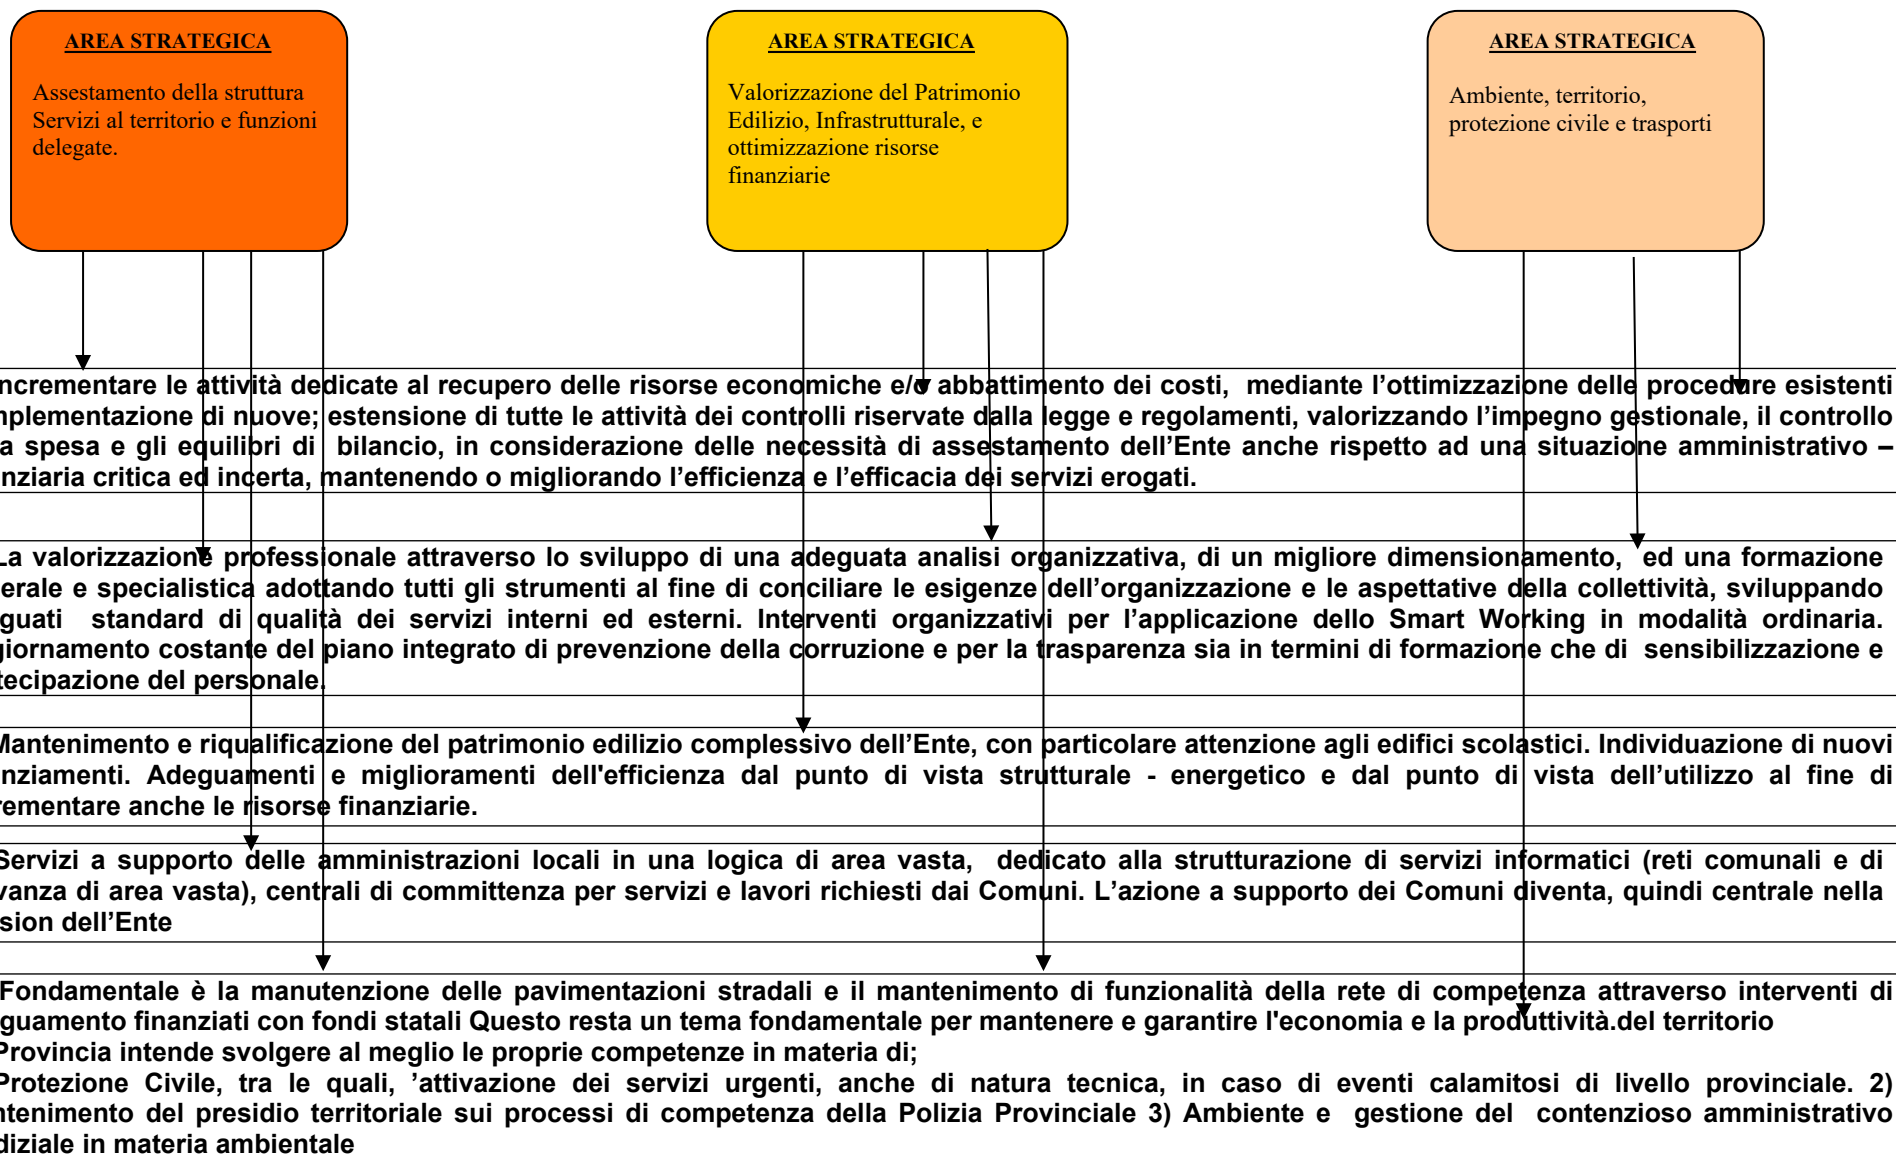 AREA STRATEGICA
Assestamento della struttura
Servizi al territorio e funzioni
delegate.
AREA STRATEGICA
Valorizzazione del Patrimonio
Edilizio, Infrastrutturale, e
ottimizzazione risorse
finanziarie
AREA STRATEGICA
Ambiente, territorio,
protezione civile e trasporti
ncrementare le attività dedicate al recupero delle risorse economiche e/o abbattimento dei costi, mediante l’ottimizzazione delle procedure esistenti
nplementazione di nuove; estensione di tutte le attività dei controlli riservate dalla legge e regolamenti, valorizzando l’impegno gestionale, il controllo
a spesa e gli equilibri di bilancio, in considerazione delle necessità di assestamento dell’Ente anche rispetto ad una situazione amministrativo –
nziaria critica ed incerta, mantenendo o migliorando l’efficienza e l’efficacia dei servizi erogati.
La valorizzazione professionale attraverso lo sviluppo di una adeguata analisi organizzativa, di un migliore dimensionamento, ed una formazione
erale e specialistica adottando tutti gli strumenti al fine di conciliare le esigenze dell’organizzazione e le aspettative della collettività, sviluppando
guati standard di qualità dei servizi interni ed esterni. Interventi organizzativi per l’applicazione dello Smart Working in modalità ordinaria.
giornamento costante del piano integrato di prevenzione della corruzione e per la trasparenza sia in termini di formazione che di sensibilizzazione e
tecipazione del personale.
Mantenimento e riqualificazione del patrimonio edilizio complessivo dell’Ente, con particolare attenzione agli edifici scolastici. Individuazione di nuovi
nziamenti. Adeguamenti e miglioramenti dell'efficienza dal punto di vista strutturale - energetico e dal punto di vista dell’utilizzo al fine di
rementare anche le risorse finanziarie.
Servizi a supporto delle amministrazioni locali in una logica di area vasta, dedicato alla strutturazione di servizi informatici (reti comunali e di
vanza di area vasta), centrali di committenza per servizi e lavori richiesti dai Comuni. L’azione a supporto dei Comuni diventa, quindi centrale nella
sion dell’Ente
Fondamentale è la manutenzione delle pavimentazioni stradali e il mantenimento di funzionalità della rete di competenza attraverso interventi di
guamento finanziati con fondi statali Questo resta un tema fondamentale per mantenere e garantire l'economia e la produttività.del territorio
Provincia intende svolgere al meglio le proprie competenze in materia di;
Protezione Civile, tra le quali, ’attivazione dei servizi urgenti, anche di natura tecnica, in caso di eventi calamitosi di livello provinciale. 2)
ntenimento del presidio territoriale sui processi di competenza della Polizia Provinciale 3) Ambiente e gestione del contenzioso amministrativo
diziale in materia ambientale